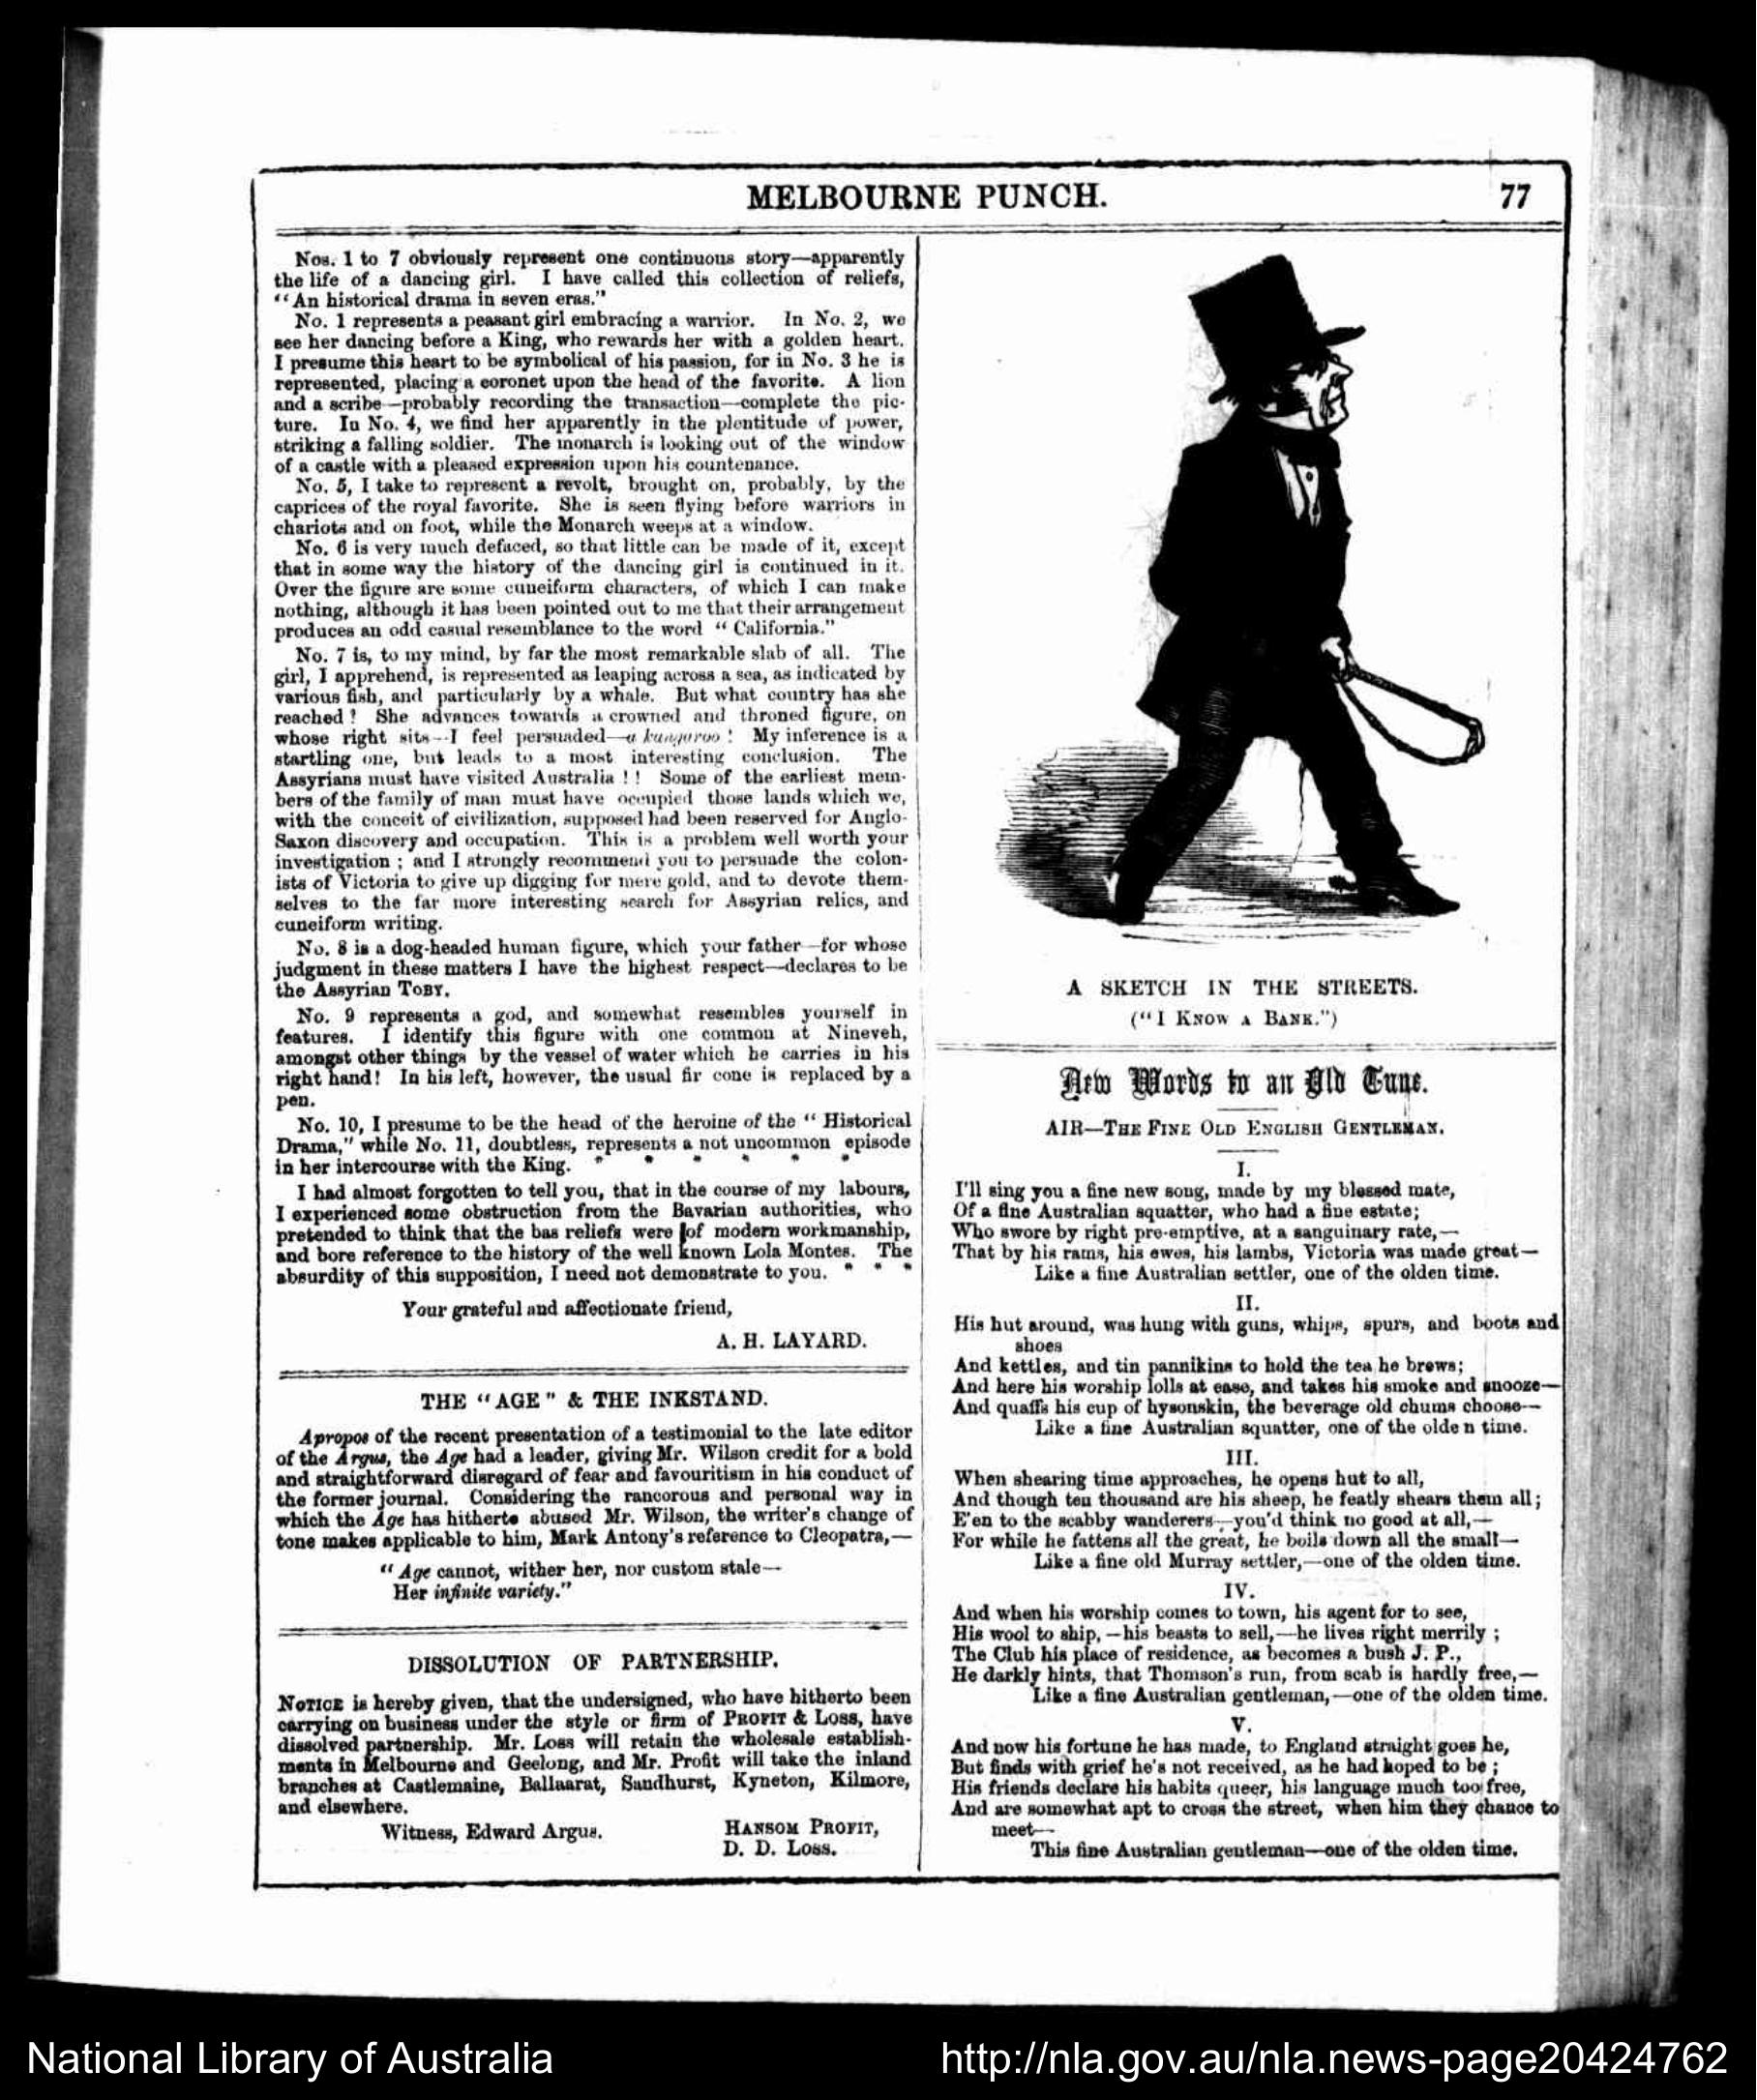 MELBOURNE PUNCH.
77
Nos. 1 to 7 obviously represent one continuous story—apparently
the life of a dancing girl. I have called this collection of reliefs,
"An historical drama in seven eras."
No. 1 represents a peasant girl embracing a warrior. In No. 2, we
see her dancing before a King, who rewards her with a golden heart.
I presume this heart to be symbolical of his passion, for in No. 3 he is
represented, placing a coronet upon the head of the favorite. A lion
and a scribe—probably recording the transaction—complete the pic-
ture. In No. 4, we find her apparently in the plentitude of power,
striking a falling soldier. The monarch is looking out of the window
of a castle with a pleased expression upon his countenance.
No. 5, I take to represent a revolt, brought on, probably, by the
caprices of the royal favorite. She is seen flying before warriors in
chariots and on foot, while the Monarch weeps at a window.
No. 6 is very much defaced, so that little can be made of it, except
that in some way the history of the dancing girl is continued in it.
Over the figure are some cuneiform characters, of which I can make
nothing, although it has been pointed out to me that their arrangement
produces an odd casual resemblance to the word "California."
No. 7 is, to my mind, by far the most remarkable slab of all. The
girl, I apprehend, is represented as leaping across a sea, as indicated by
various fish, and particularly by a whale. But what country has she
reached! She advances towards a crowned and throned figure, on
whose right sits—I feel persuaded—a kangaroo! My inference is a
startling one, but leads to a most interesting conclusion. The
Assyrians must have visited Australia!! Some of the earliest mem-
bers of the family of man must have occupied those lands which we,
with the conceit of civilization, supposed had been reserved for Anglo-
Saxon discovery and occupation. This is a problem well worth your
investigation; and I strongly recommend you to persuade the colon-
ists of Victoria to give up digging for mere gold, and to devote them-
selves to the far more interesting search for Assyrian relics, and
cuneiform writing.
No. 8 is a dog-headed human figure, which your father—for whose
judgment in these matters I have the highest respect—declares to be
the Assyrian TOBY.
No. 9 represents a god, and somewhat resembles yourself in
features. I identify this figure with one common at Nineveh,
amongst other things by the vessel of water which he carries in his
right hand! In his left, however, the usual fir cone is replaced by a
pen.
No. 10, I presume to be the head of the heroine of the "Historical
Drama," while No. 11, doubtless, represents a not uncommon episode
in her intercourse with the King. * * * * * *
I had almost forgotten to tell you, that in the course of my labours,
I experienced some obstruction from the Bavarian authorities, who
pretended to think that the bas reliefs were of modern workmanship,
and bore reference to the history of the well known Lola Montes. The
absurdity of this supposition, I need not demonstrate to you. * * *
Your grateful and affectionate friend,
A. H. LAYARD.
THE "AGE" & THE INKSTAND.
Apropos of the recent presentation of a testimonial to the late editor
of the Argus, the Age had a leader, giving Mr. Wilson credit for a bold
and straightforward disregard of fear and favouritism in his conduct of
the former journal. Considering the rancorous and personal way in
which the Age has hitherto abused Mr. Wilson, the writer's change of
tone makes applicable to him, Mark Antony's reference to Cleopatra,—
"Age cannot, wither her, nor custom stale—
Her infinite variety."
DISSOLUTION OF PARTNERSHIP.
NOTICE is hereby given, that the undersigned, who have hitherto been
carrying on business under the style or firm of PROFIT & LOSS, have
dissolved partnership. Mr. Loss will retain the wholesale establish-
ments in Melbourne and Geelong, and Mr. Profit will take the inland
branches at Castlemaine, Ballaarat, Sandhurst, Kyneton, Kilmore,
and elsewhere.
Witness, Edward Argus.
HANSOM PROFIT,
D. D. LOSS.
A SKETCH IN THE STREETS.
("I KNOW A BANK.")
New Words to an Old Tune.
AIR—THE FINE OLD ENGLISH GENTLEMAN.
I.
I'll sing you a fine new song, made by my blessed mate,
Of a fine Australian squatter, who had a fine estate;
Who swore by right pre-emptive, at a sanguinary rate,—
That by his rams, his ewes, his lambs, Victoria was made great—
Like a fine Australian settler, one of the olden time.
II.
His hut around, was hung with guns, whips, spurs, and boots and
shoes
And kettles, and tin pannikins to hold the tea he brews;
And here his worship lolls at ease, and takes his smoke and snooze—
And quaffs his cup of hysonskin, the beverage old chums choose—
Like a fine Australian squatter, one of the olde n time.
III.
When shearing time approaches, he opens hut to all,
And though ten thousand are his sheep, he featly shears them all;
E'en to the scabby wanderers—you'd think no good at all,—
For while he fattens all the great, he boils down all the small—
Like a fine old Murray settler,—one of the olden time.
IV.
And when his worship comes to town, his agent for to see,
His wool to ship,—his beasts to sell,—he lives right merrily;
The Club his place of residence, as becomes a bush J. P.,
He darkly hints, that Thomson's run, from scab is hardly free,—
Like a fine Australian gentleman,—one of the olden time.
V.
And now his fortune he has made, to England straight goes he,
But finds with grief he's not received, as he had hoped to be;
His friends declare his habits queer, his language much too free,
And are somewhat apt to cross the street, when him they chance to
meet—
This fine Australian gentleman—one of the olden time.
National Library of Australia
http://nla.gov.au/nla.news-page20424762